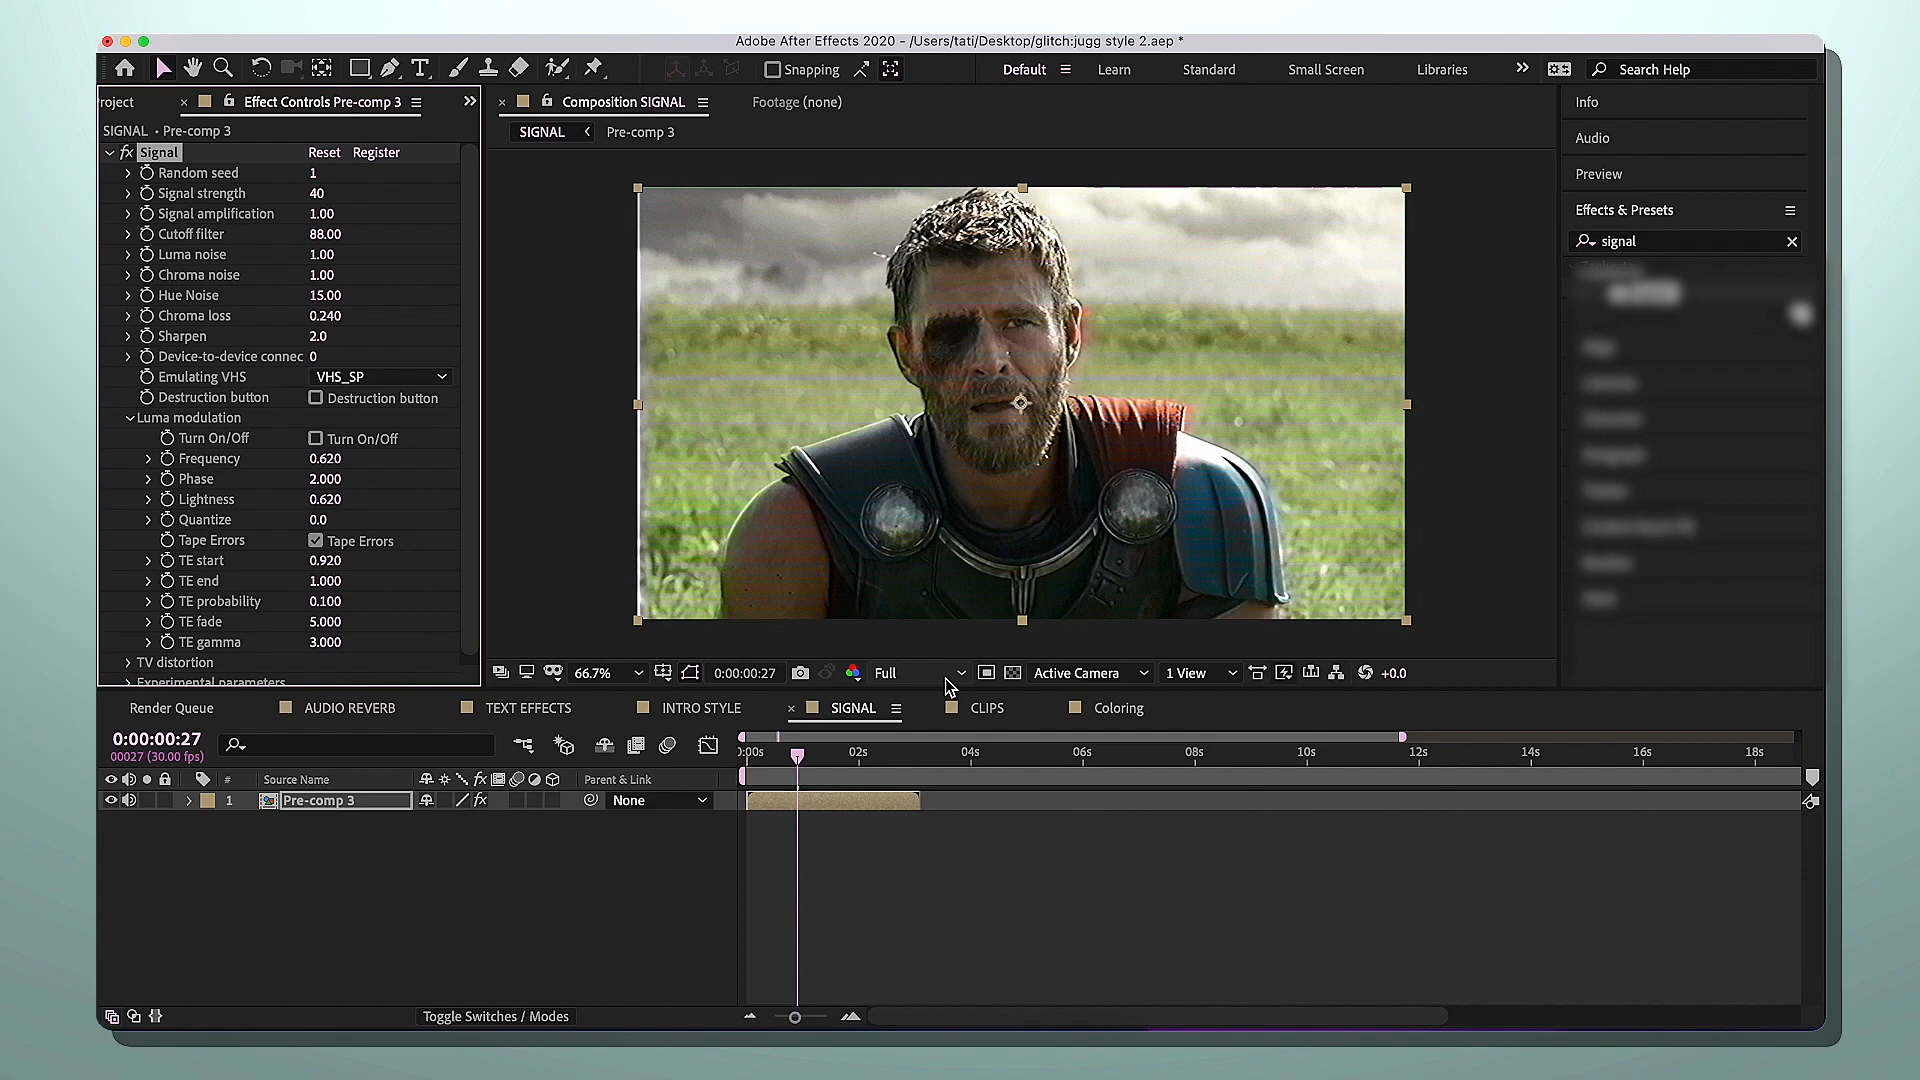 Adobe After Effects 2020 - /Users/tati/Desktop/glitch:jugg style 2.aep *
Snapping
Default
Learn
Standard
Small Screen
Libraries
Search Help
roject
Effect Controls Pre-comp 3
Composition SIGNAL
Footage (none)
Info
SIGNAL • Pre-comp 3
SIGNAL
Pre-comp 3
Audio
Signal Reset Register
Random seed 1
Preview
Signal strength 40
Signal amplification 1.00
Effects & Presets
Cutoff filter 88.00
signal
Luma noise 1.00
Chroma noise 1.00
Hue Noise 15.00
Chroma loss 0.240
Sharpen 2.0
Device-to-device connec 0
Emulating VHS VHS_SP
Destruction button Destruction button
Luma modulation
Turn On/Off Turn On/Off
Frequency 0.620
Phase 2.000
Lightness 0.620
Quantize 0.0
Tape Errors Tape Errors
TE start 0.920
TE end 1.000
TE probability 0.100
TE fade 5.000
TE gamma 3.000
TV distortion
Experimental parameters
66.7% 0:00:00:27 Full Active Camera 1 View +0.0
Render Queue AUDIO REVERB TEXT EFFECTS INTRO STYLE SIGNAL CLIPS Coloring
0:00:00:27
00027 (30.00 fps)
0:00s 02s 04s 06s 08s 10s 12s 14s 16s 18s
# Source Name fx Parent & Link
1 Pre-comp 3 fx None
Toggle Switches / Modes